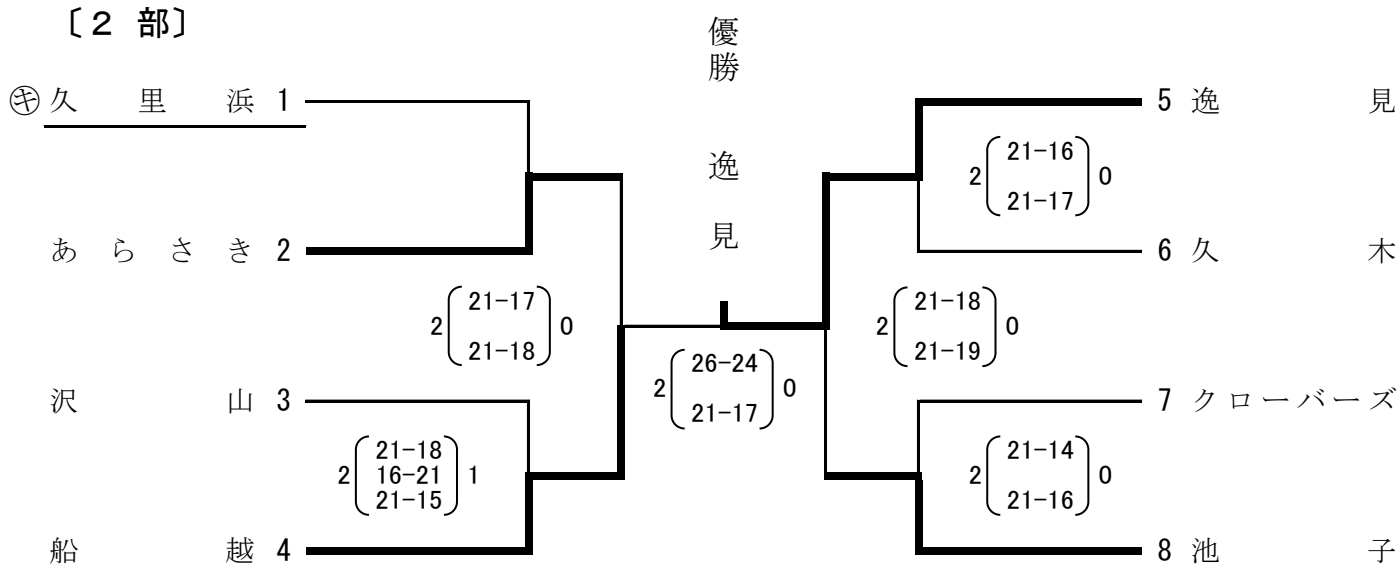 〔２ 部〕
優勝 逸見
㋖久里浜 1
あらさき 2
2 21-17 0
21-18
沢山 3
2 21-18 1
16-21
21-15
船越 4
2 26-24 0
21-17
5 逸見
2 21-16 0
21-17
6 久木
2 21-18 0
21-19
7 クローバーズ
2 21-14 0
21-16
8 池子